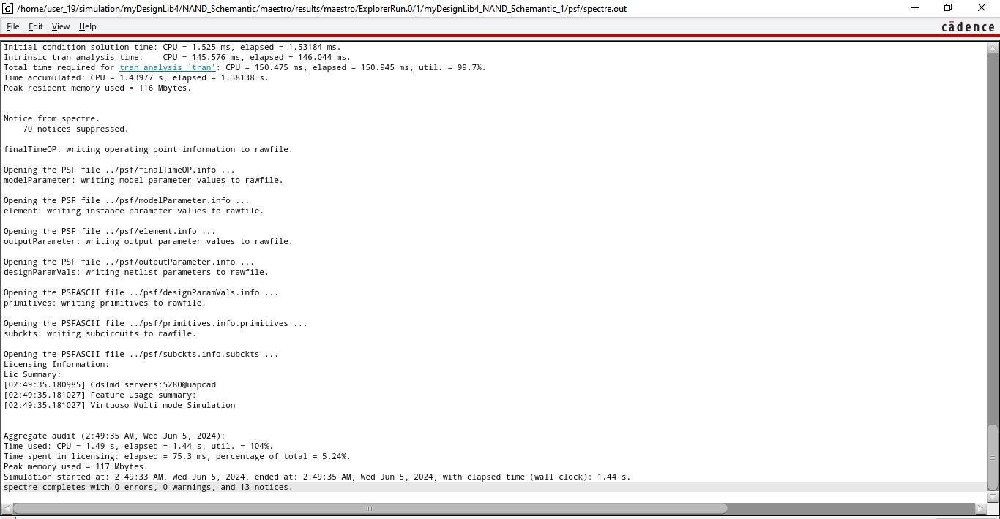 /home/user_19/simulation/myDesignLib4/NAND_Schemantic/maestro/results/maestro/ExplorerRun.0/1/myDesignLib4_NAND_Schemantic_1/psf/spectre.out
File Edit View Help
cādence
Initial condition solution time: CPU = 1.525 ms, elapsed = 1.53184 ms.
Intrinsic tran analysis time:    CPU = 145.576 ms, elapsed = 146.044 ms.
Total time required for tran analysis `tran': CPU = 150.475 ms, elapsed = 150.945 ms, util. = 99.7%.
Time accumulated: CPU = 1.43977 s, elapsed = 1.38138 s.
Peak resident memory used = 116 Mbytes.
Notice from spectre.
    70 notices suppressed.
finalTimeOP: writing operating point information to rawfile.
Opening the PSF file ../psf/finalTimeOP.info ...
modelParameter: writing model parameter values to rawfile.
Opening the PSF file ../psf/modelParameter.info ...
element: writing instance parameter values to rawfile.
Opening the PSF file ../psf/element.info ...
outputParameter: writing output parameter values to rawfile.
Opening the PSF file ../psf/outputParameter.info ...
designParamVals: writing netlist parameters to rawfile.
Opening the PSFASCII file ../psf/designParamVals.info ...
primitives: writing primitives to rawfile.
Opening the PSFASCII file ../psf/primitives.info.primitives ...
subckts: writing subcircuits to rawfile.
Opening the PSFASCII file ../psf/subckts.info.subckts ...
Licensing Information:
Lic Summary:
[02:49:35.180985] Cdslmd servers:5280@uapcad
[02:49:35.181027] Feature usage summary:
[02:49:35.181027] Virtuoso_Multi_mode_Simulation
Aggregate audit (2:49:35 AM, Wed Jun 5, 2024):
Time used: CPU = 1.49 s, elapsed = 1.44 s, util. = 104%.
Time spent in licensing: elapsed = 75.3 ms, percentage of total = 5.24%.
Peak memory used = 117 Mbytes.
Simulation started at: 2:49:33 AM, Wed Jun 5, 2024, ended at: 2:49:35 AM, Wed Jun 5, 2024, with elapsed time (wall clock): 1.44 s.
spectre completes with 0 errors, 0 warnings, and 13 notices.